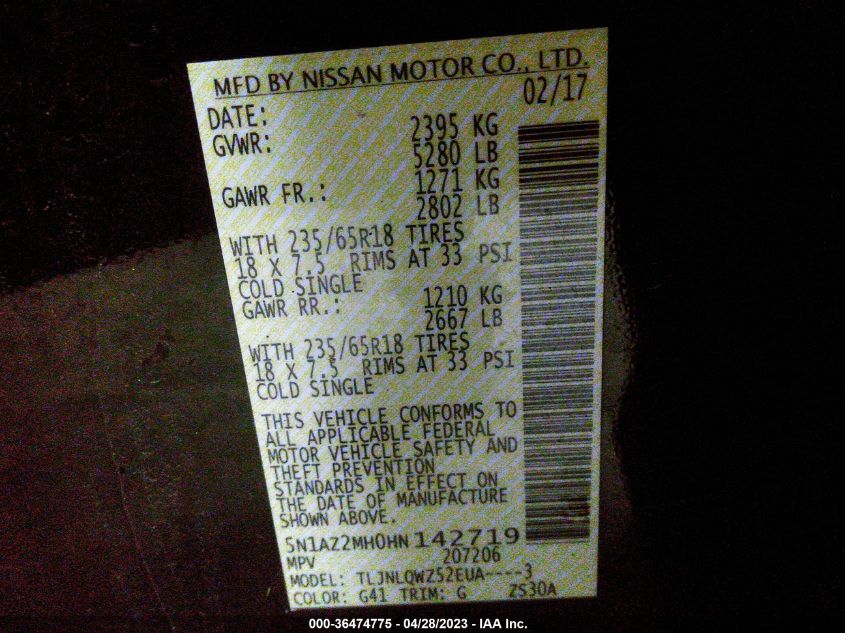 MFD BY NISSAN MOTOR CO., LTD.
DATE: 02/17
GVWR: 2395 KG
5280 LB
GAWR FR.: 1271 KG
2802 LB
WITH 235/65R18 TIRES
18 X 7.5 RIMS AT 33 PSI
COLD SINGLE
GAWR RR.: 1210 KG
2667 LB
WITH 235/65R18 TIRES
18 X 7.5 RIMS AT 33 PSI
COLD SINGLE
THIS VEHICLE CONFORMS TO
ALL APPLICABLE FEDERAL
MOTOR VEHICLE SAFETY AND
THEFT PREVENTION
STANDARDS IN EFFECT ON
THE DATE OF MANUFACTURE
SHOWN ABOVE.
5N1AZ2MH0HN142719
MPV 207206
MODEL: TLJNLQWZ52EUA----3
COLOR: G41 TRIM: G ZS30A
000-36474775 - 04/28/2023 - IAA Inc.